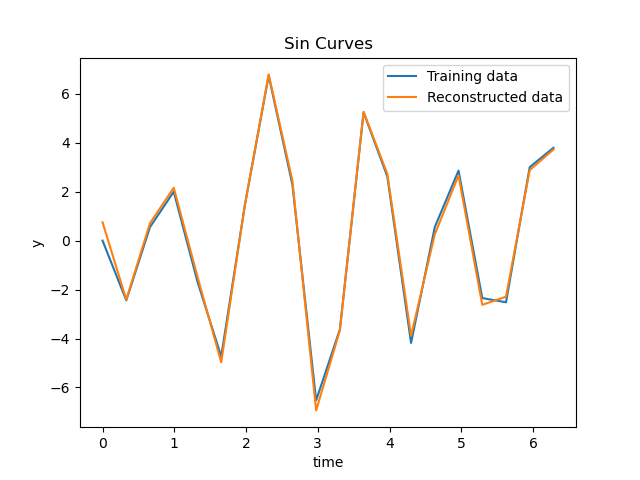 Sin Curves
Training data
Reconstructed data
y
6
4
2
0
−2
−4
−6
0 1 2 3 4 5 6
time